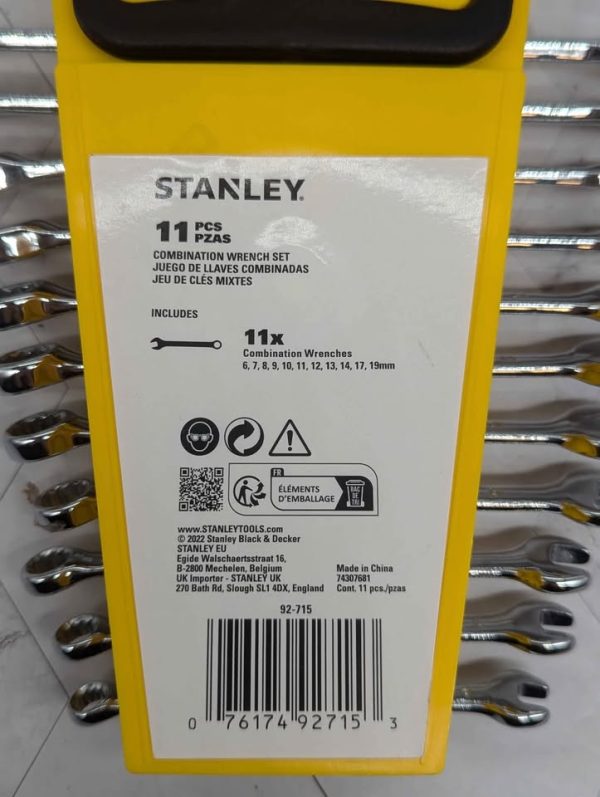 STANLEY®
11 PCS
PZAS
COMBINATION WRENCH SET
JUEGO DE LLAVES COMBINADAS
JEU DE CLÉS MIXTES
INCLUDES
11x
Combination Wrenches
6, 7, 8, 9, 10, 11, 12, 13, 14, 17, 19mm
FR
ÉLÉMENTS
D'EMBALLAGE
BAC
DE
TRI
www.STANLEYTOOLS.com
© 2022 Stanley Black & Decker
STANLEY EU
Egide Walschaertsstraat 16,
B-2800 Mechelen, Belgium
UK Importer - STANLEY UK
270 Bath Rd, Slough SL1 4DX, England
Made in China
74307681
Cont. 11 pcs./pzas
92-715
0 76174 92715 3